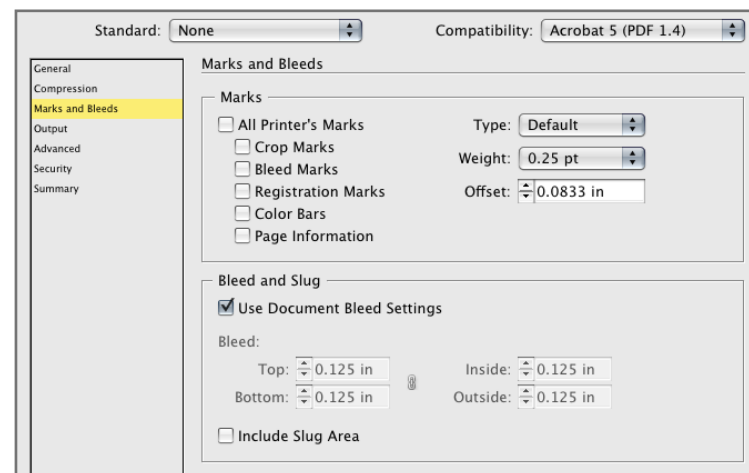 Standard: None Compatibility: Acrobat 5 (PDF 1.4)
General
Compression
Marks and Bleeds
Output
Advanced
Security
Summary
Marks and Bleeds
Marks
All Printer's Marks Type: Default
Crop Marks Weight: 0.25 pt
Bleed Marks
Registration Marks Offset: 0.0833 in
Color Bars
Page Information
Bleed and Slug
Use Document Bleed Settings
Bleed:
Top: 0.125 in Inside: 0.125 in
Bottom: 0.125 in Outside: 0.125 in
Include Slug Area